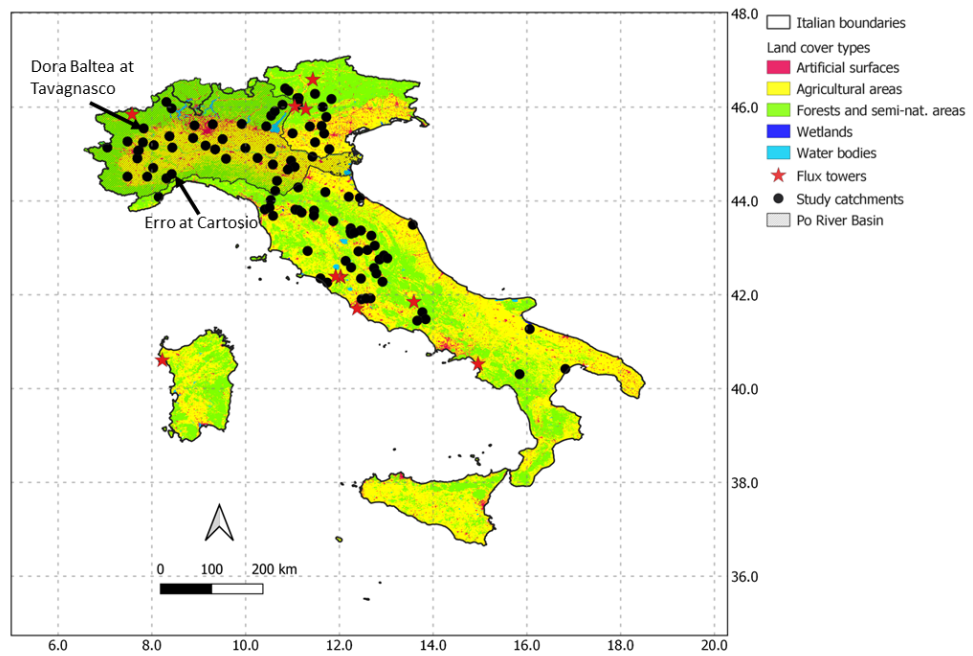 48.0
Italian boundaries
Land cover types
Dora Baltea at
Tavagnasco
Artificial surfaces
Agricultural areas
46.0
Forests and semi-nat. areas
Wetlands
Water bodies
Flux towers
44.0
Study catchments
Erro at Cartosio
Po River Basin
42.0
40.0
38.0
0 100 200 km
36.0
6.0 8.0 10.0 12.0 14.0 16.0 18.0 20.0